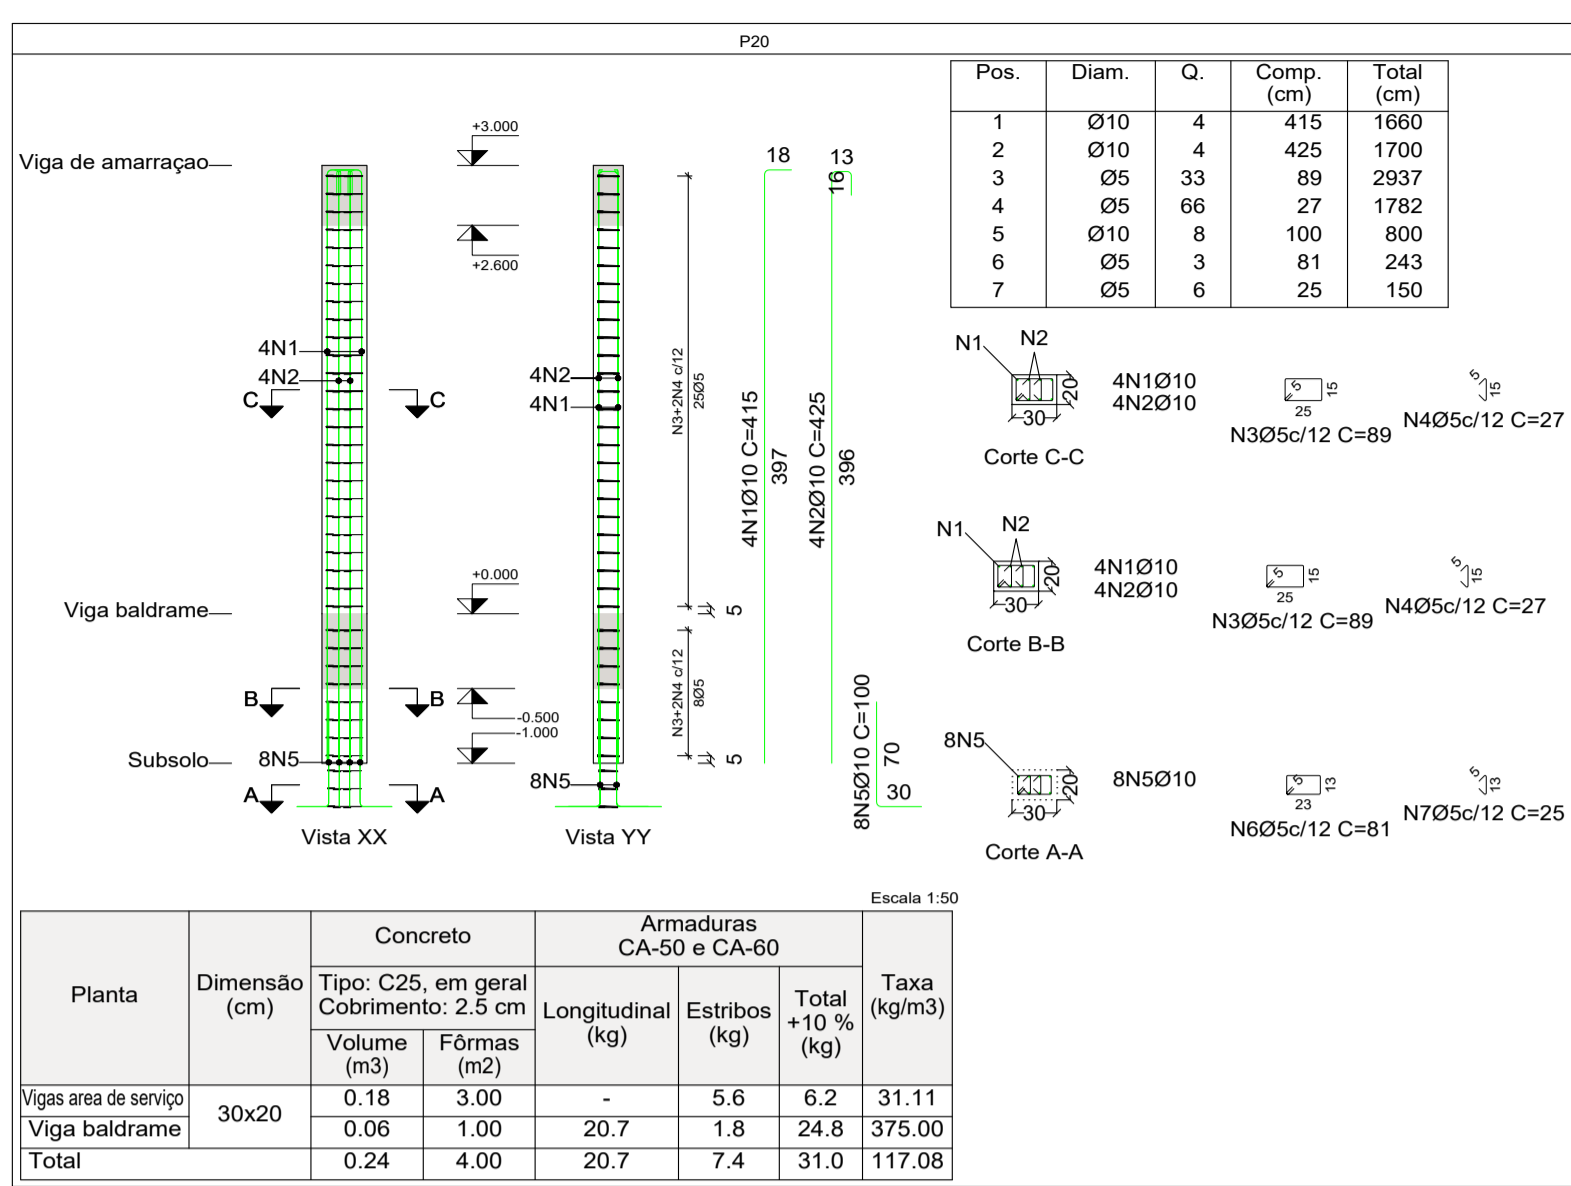 P20
Pos. Diam. Q. Comp. (cm) Total (cm)
1 Ø10 4 415 1660
2 Ø10 4 425 1700
3 Ø5 33 89 2937
4 Ø5 66 27 1782
5 Ø10 8 100 800
6 Ø5 3 81 243
7 Ø5 6 25 150
Viga de amarraçao
+3.000
+2.600
4N1
4N2
C C
Viga baldrame
+0.000
B B
-0.500
-1.000
Subsolo
8N5
A A
Vista XX
4N2
4N1
8N5
Vista YY
N3+2N4 c/12
25Ø5
5
N3+2N4 c/12
8Ø5
5
18
4N1Ø10 C=415
397
13
16
4N2Ø10 C=425
396
8N5Ø10 C=100
70
30
N1 N2
20
30
4N1Ø10
4N2Ø10
5
15
25
N3Ø5c/12 C=89
5
15
N4Ø5c/12 C=27
Corte C-C
N1 N2
20
30
4N1Ø10
4N2Ø10
5
15
25
N3Ø5c/12 C=89
5
15
N4Ø5c/12 C=27
Corte B-B
8N5
20
30
8N5Ø10
5
13
23
N6Ø5c/12 C=81
5
13
N7Ø5c/12 C=25
Corte A-A
Escala 1:50
Planta
Dimensão
(cm)
Concreto
Tipo: C25, em geral
Cobrimento: 2.5 cm
Volume
(m3)
Fôrmas
(m2)
Armaduras
CA-50 e CA-60
Longitudinal
(kg)
Estribos
(kg)
Total
+10 %
(kg)
Taxa
(kg/m3)
Vigas area de serviço 30x20 0.18 3.00 - 5.6 6.2 31.11
Viga baldrame 0.06 1.00 20.7 1.8 24.8 375.00
Total 0.24 4.00 20.7 7.4 31.0 117.08